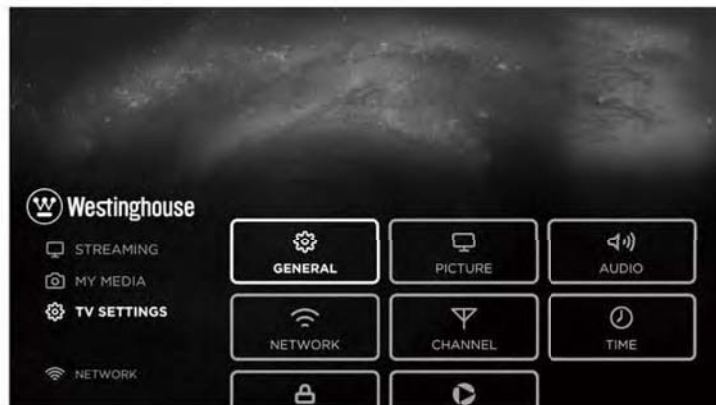 Westinghouse
STREAMING
MY MEDIA
TV SETTINGS
NETWORK
GENERAL
PICTURE
AUDIO
NETWORK
CHANNEL
TIME